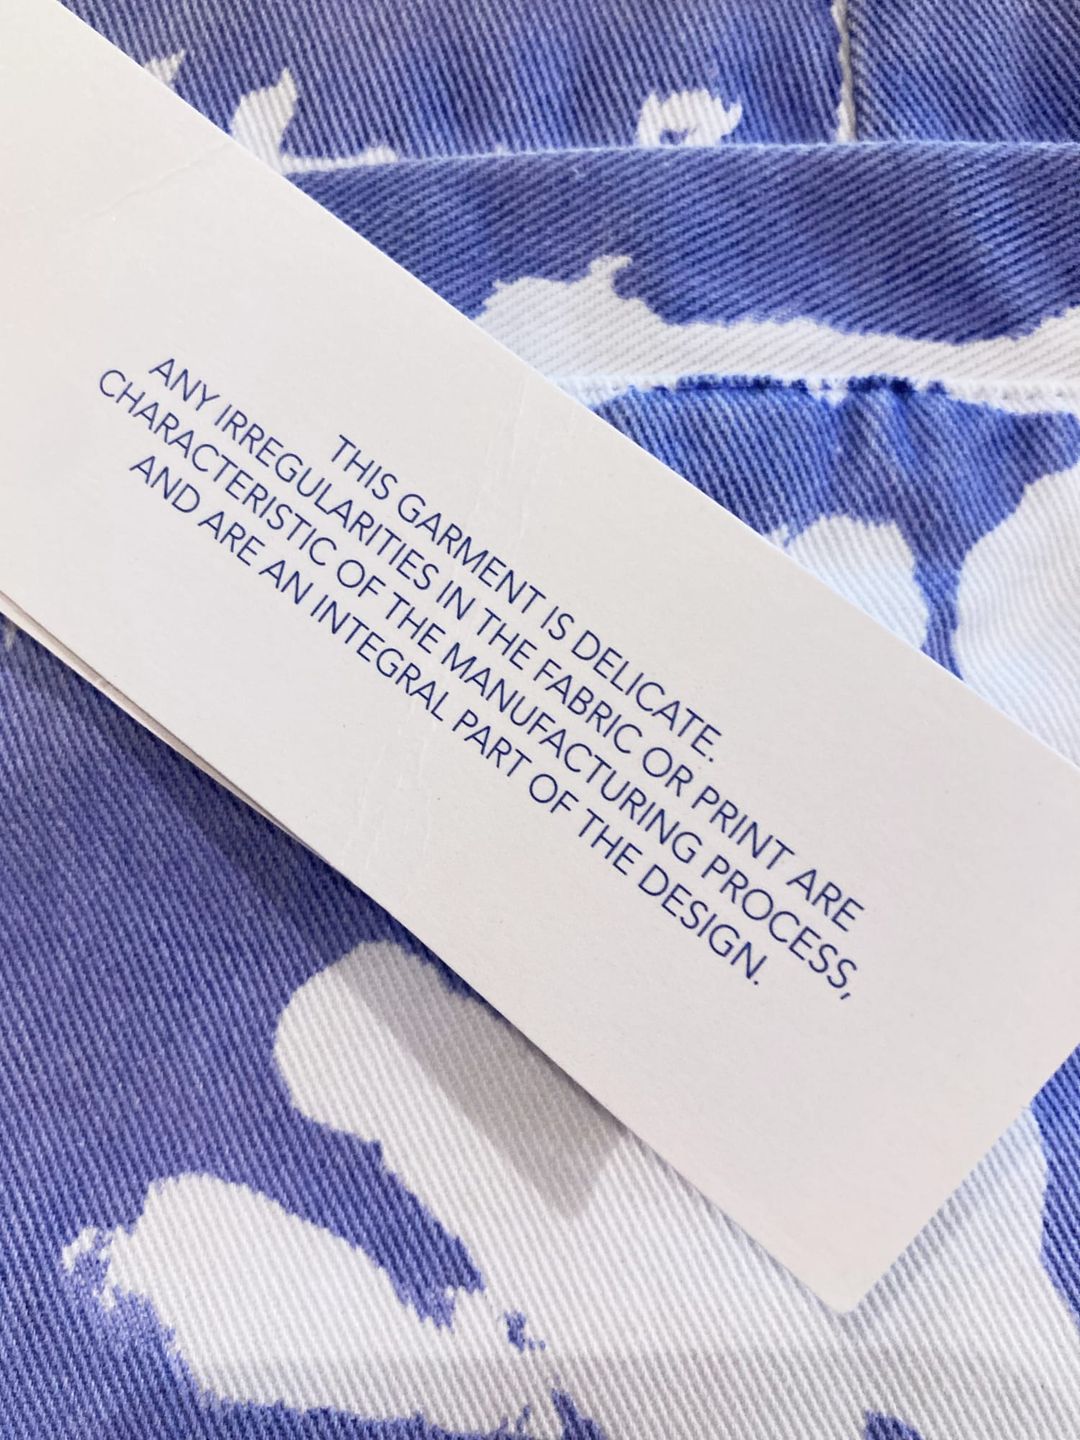 THIS GARMENT IS DELICATE.
ANY IRREGULARITIES IN THE FABRIC OR PRINT ARE
CHARACTERISTIC OF THE MANUFACTURING PROCESS,
AND ARE AN INTEGRAL PART OF THE DESIGN.